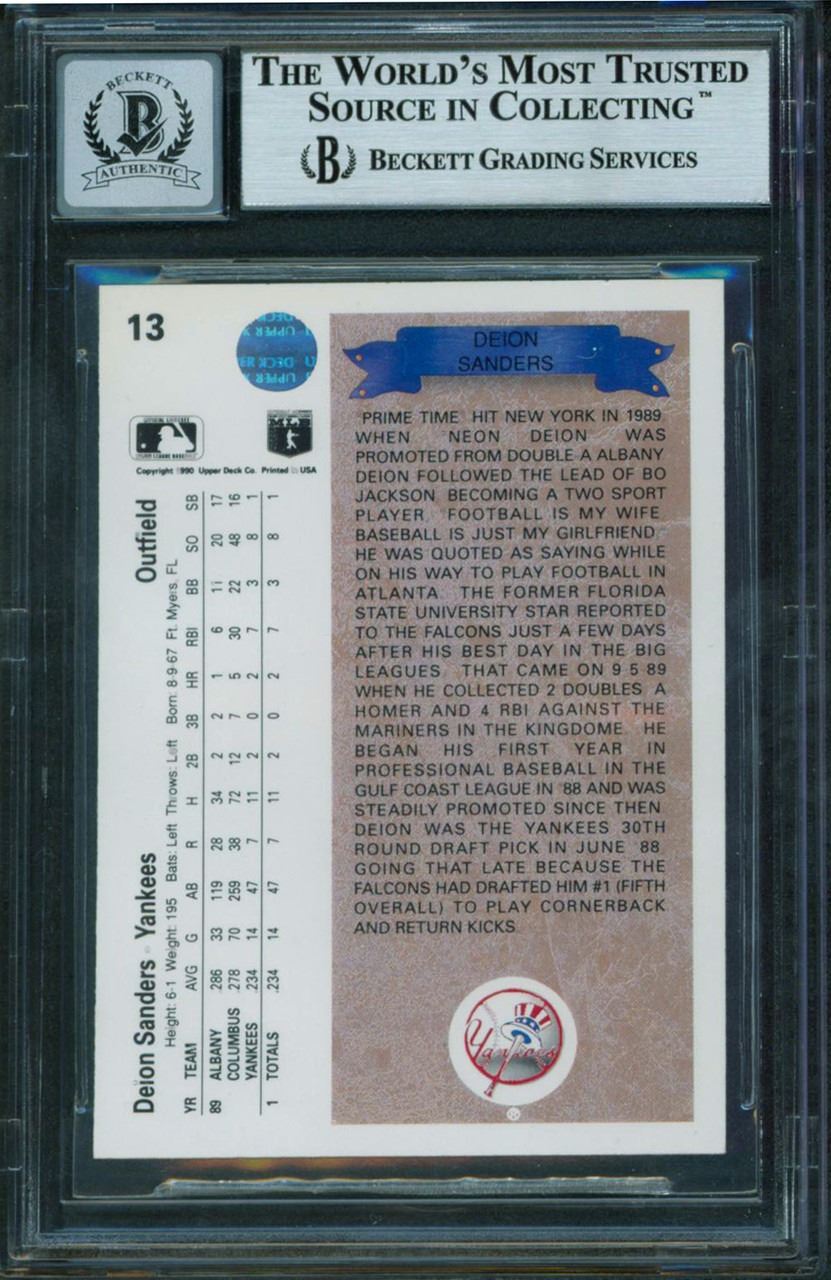 BECKETT
B
AUTHENTIC
THE WORLD'S MOST TRUSTED
SOURCE IN COLLECTING™
B BECKETT GRADING SERVICES
13
UPPER
DECK
Copyright 1990 Upper Deck Co. Printed in USA
Deion Sanders · Yankees Outfield
Height: 6-1 Weight: 195 Bats: Left Throws: Left Born: 8-9-67 Ft. Myers, FL
YR TEAM AVG G AB R H 2B 3B HR RBI BB SO SB
89 ALBANY .286 33 119 28 34 2 2 1 6 11 20 17
COLUMBUS .278 70 259 38 72 12 7 5 30 22 48 16
YANKEES .234 14 47 7 11 2 0 2 7 3 8 1
1 TOTALS .234 14 47 7 11 2 0 2 7 3 8 1
DEION
SANDERS
PRIME TIME HIT NEW YORK IN 1989
WHEN NEON DEION WAS
PROMOTED FROM DOUBLE A ALBANY
DEION FOLLOWED THE LEAD OF BO
JACKSON BECOMING A TWO SPORT
PLAYER FOOTBALL IS MY WIFE
BASEBALL IS JUST MY GIRLFRIEND
HE WAS QUOTED AS SAYING WHILE
ON HIS WAY TO PLAY FOOTBALL IN
ATLANTA THE FORMER FLORIDA
STATE UNIVERSITY STAR REPORTED
TO THE FALCONS JUST A FEW DAYS
AFTER HIS BEST DAY IN THE BIG
LEAGUES THAT CAME ON 9 5 89
WHEN HE COLLECTED 2 DOUBLES A
HOMER AND 4 RBI AGAINST THE
MARINERS IN THE KINGDOME. HE
BEGAN HIS FIRST YEAR IN
PROFESSIONAL BASEBALL IN THE
GULF COAST LEAGUE IN '88 AND WAS
STEADILY PROMOTED SINCE THEN
DEION WAS THE YANKEES 30TH
ROUND DRAFT PICK IN JUNE '88
GOING THAT LATE BECAUSE THE
FALCONS HAD DRAFTED HIM #1 (FIFTH
OVERALL) TO PLAY CORNERBACK
AND RETURN KICKS
Yankees